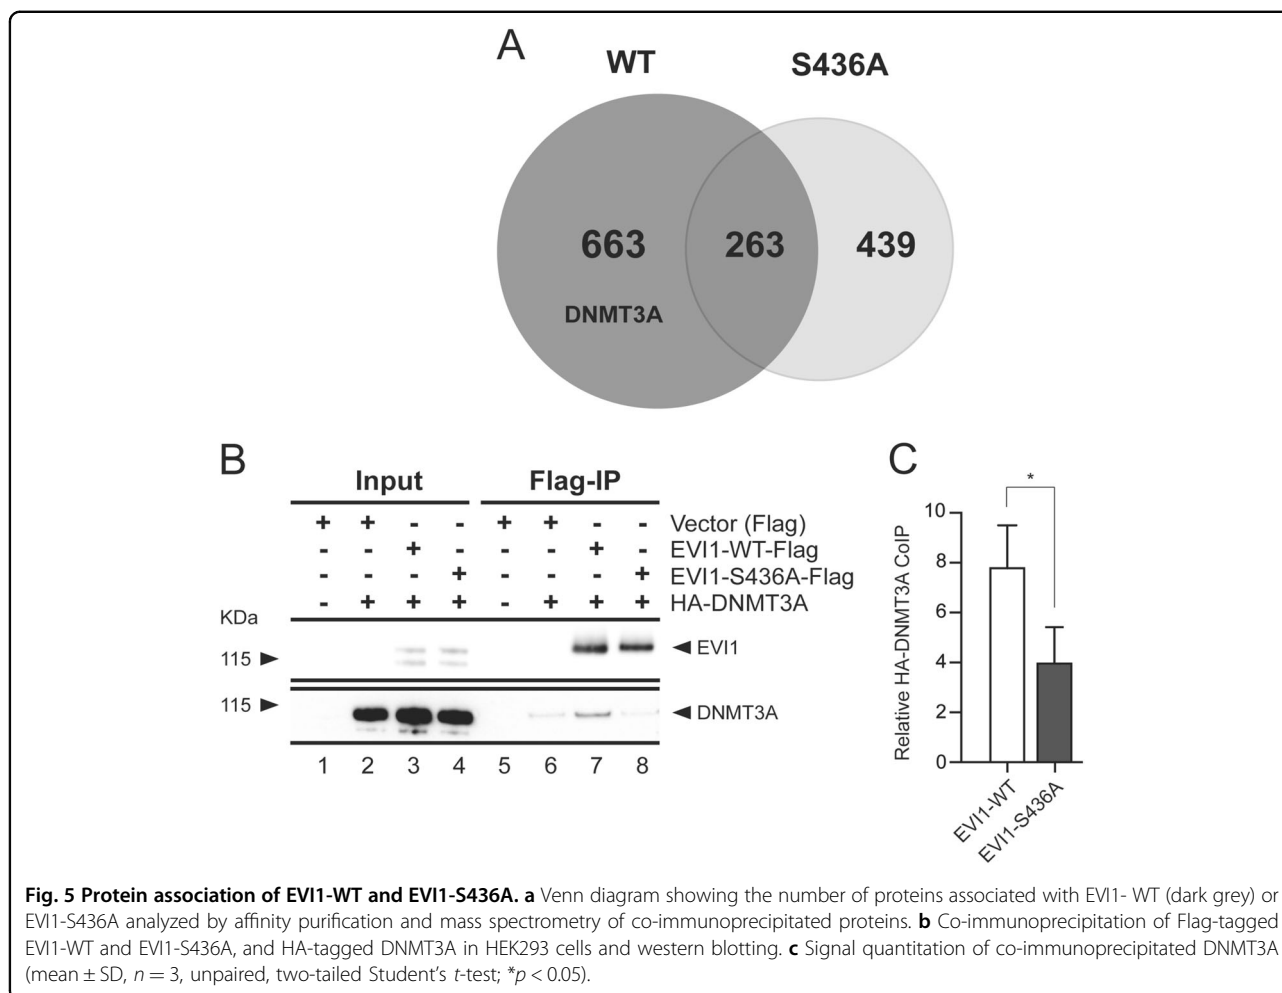 A
WT
S436A
663
263
439
DNMT3A
B
Input
Flag-IP
+ + - - + + - - Vector (Flag)
- - + - - - + - EVI1-WT-Flag
- - - + - - - + EVI1-S436A-Flag
- + + + - + + + HA-DNMT3A
KDa
115
EVI1
115
DNMT3A
1 2 3 4 5 6 7 8
C
*
Relative HA-DNMT3A CoIP
10
8
6
4
2
0
EVI1-WT
EVI1-S436A
Fig. 5 Protein association of EVI1-WT and EVI1-S436A. a Venn diagram showing the number of proteins associated with EVI1- WT (dark grey) or
EVI1-S436A analyzed by affinity purification and mass spectrometry of co-immunoprecipitated proteins. b Co-immunoprecipitation of Flag-tagged
EVI1-WT and EVI1-S436A, and HA-tagged DNMT3A in HEK293 cells and western blotting. c Signal quantitation of co-immunoprecipitated DNMT3A
(mean ± SD, n = 3, unpaired, two-tailed Student's t-test; *p < 0.05).